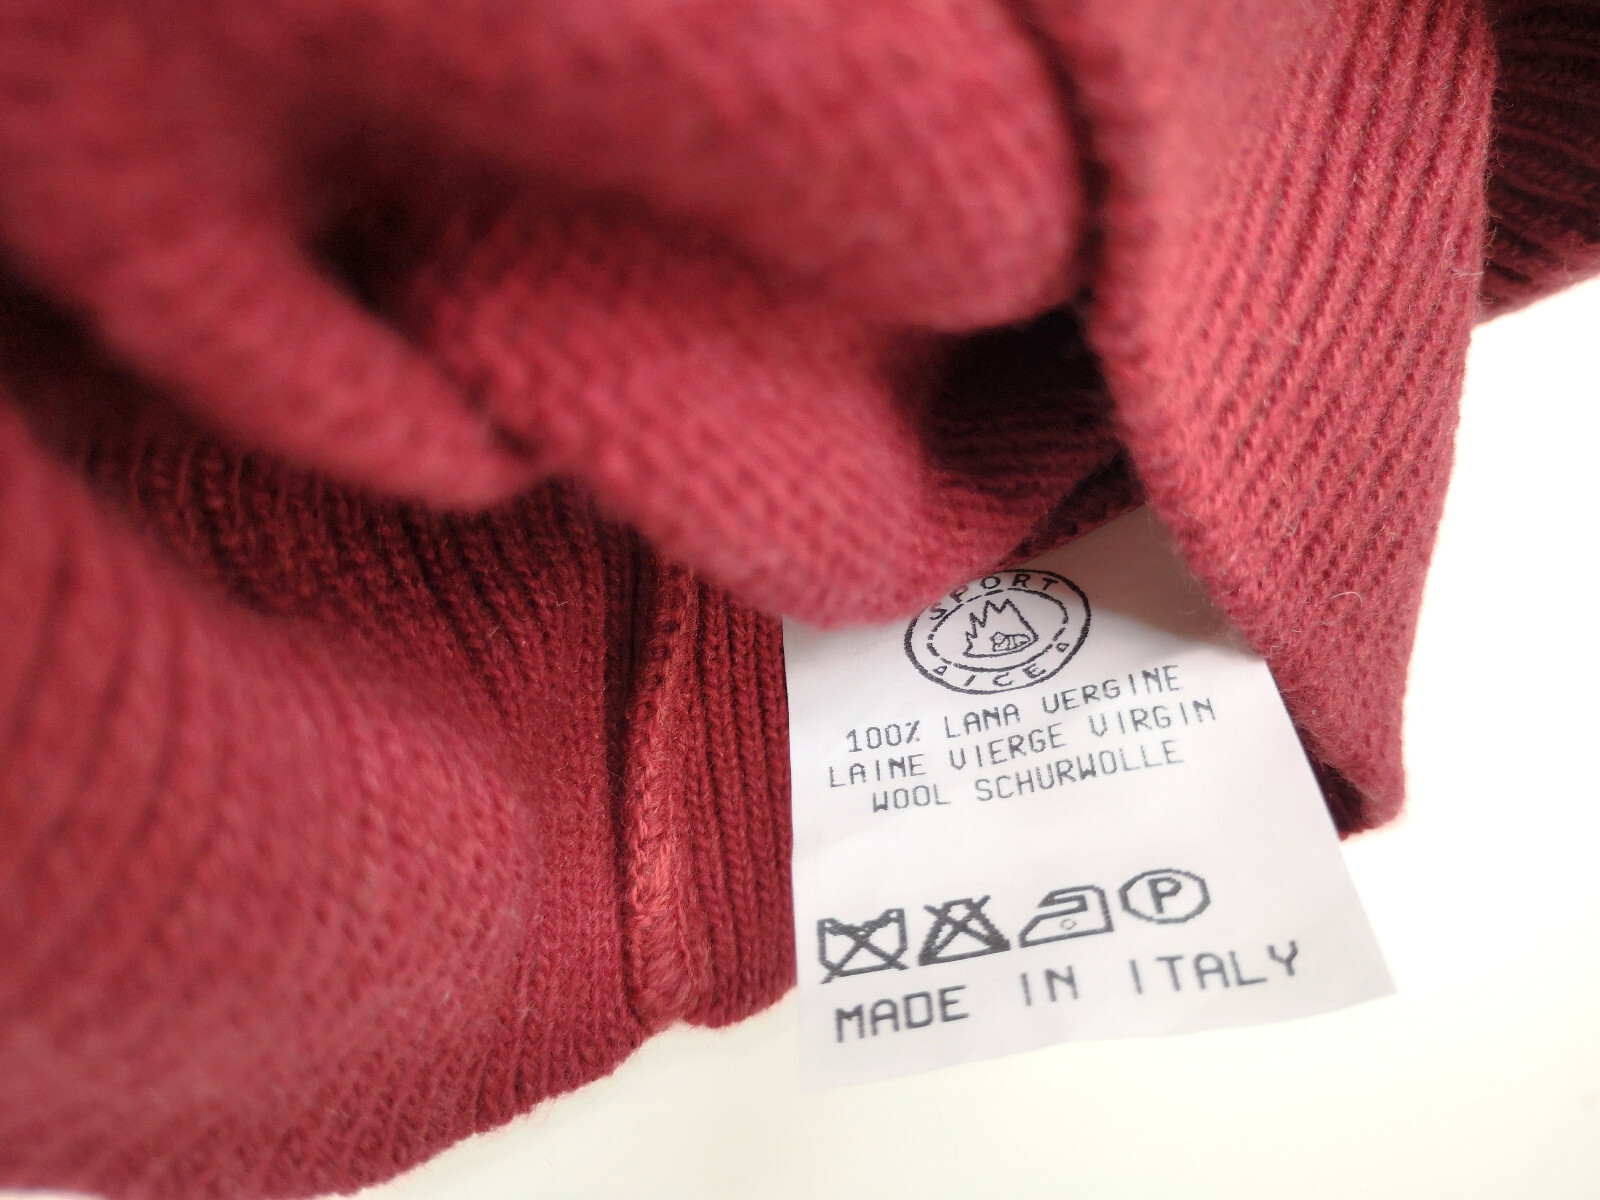 SPORT
ICE
100% LANA VERGINE
LAINE VIERGE VIRGIN
WOOL SCHURWOLLE
P
MADE IN ITALY